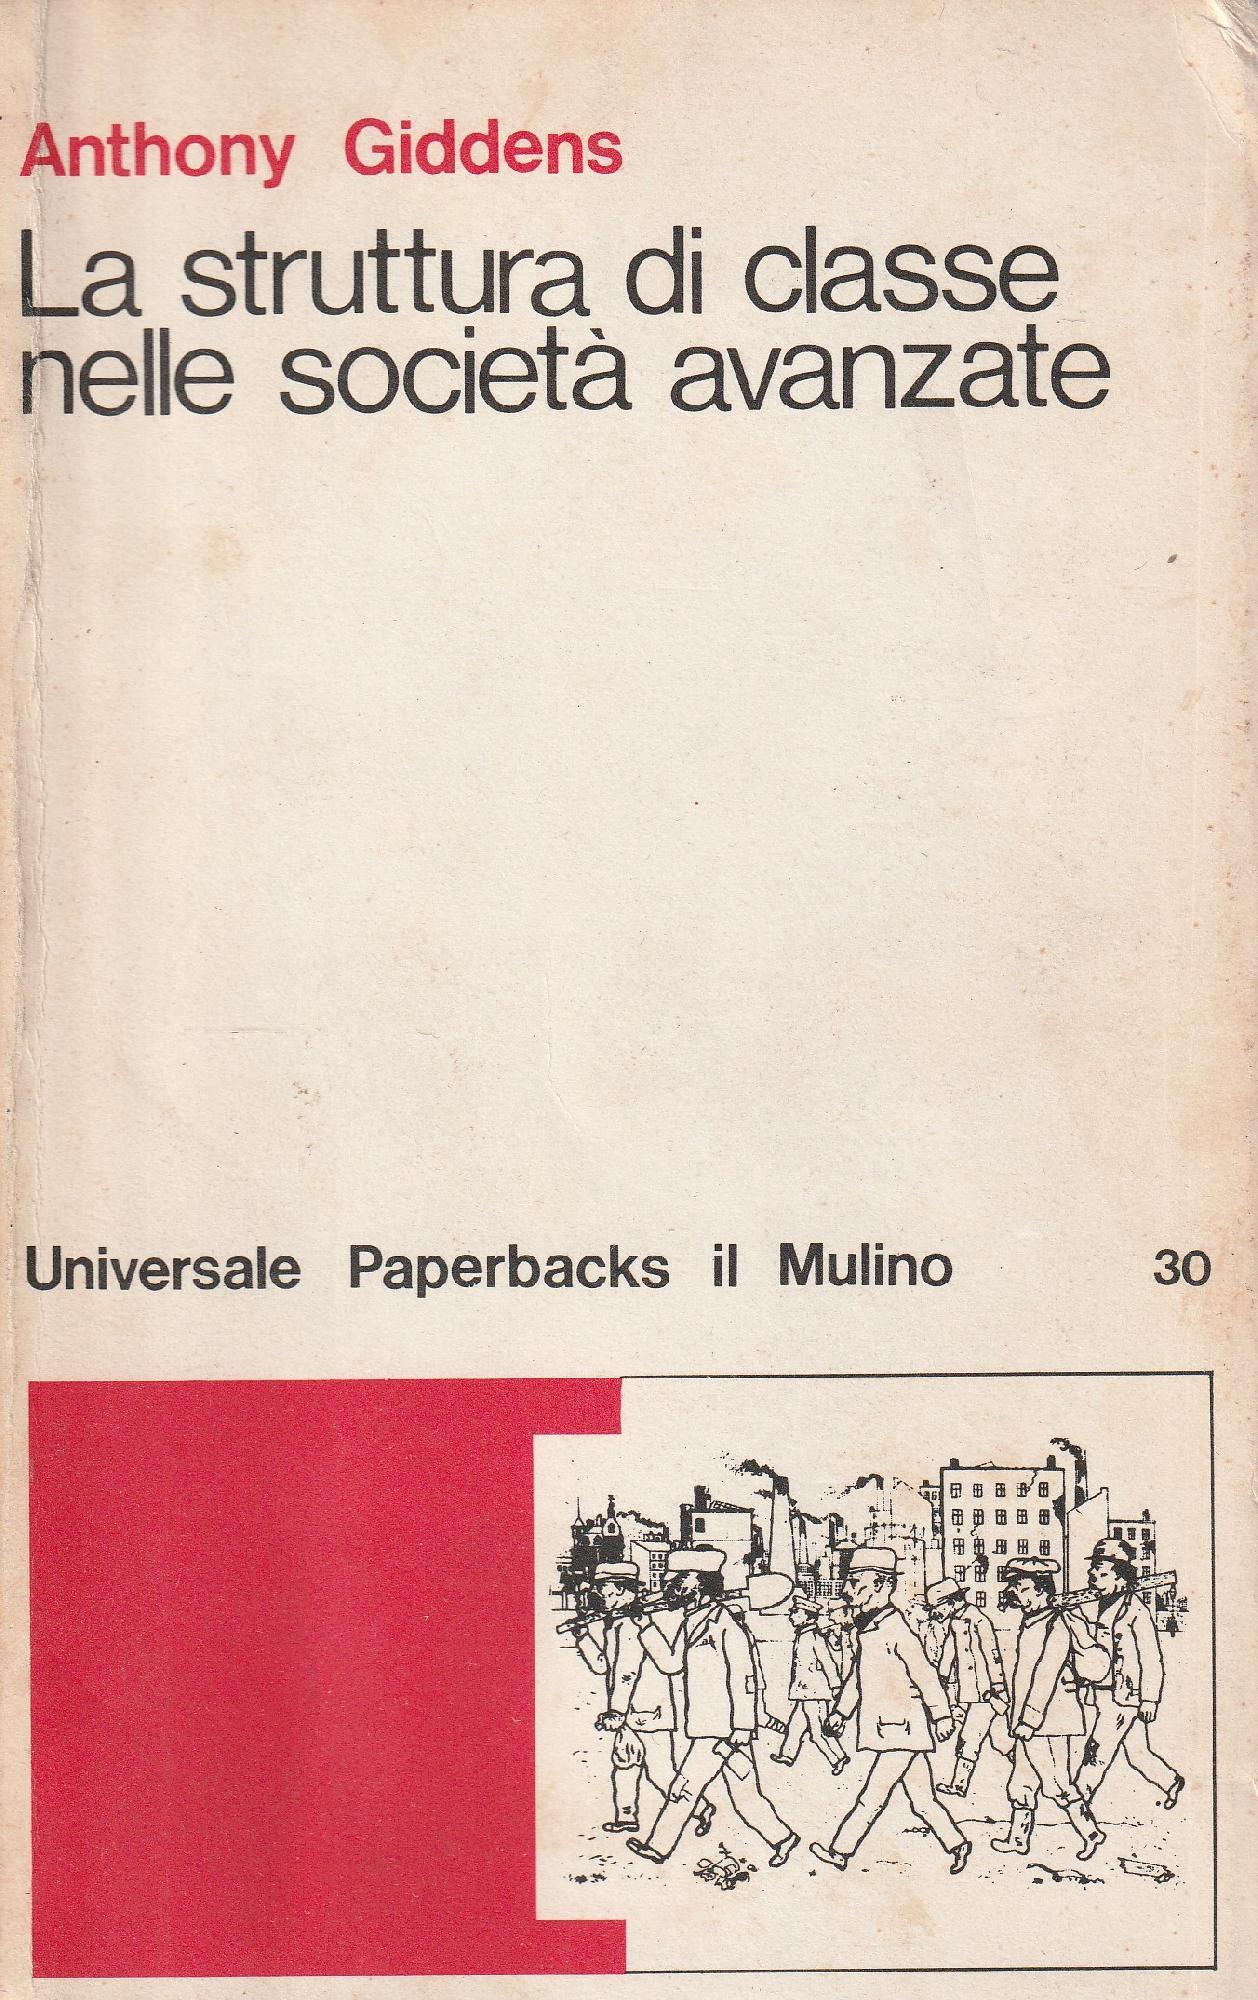 Anthony Giddens
La struttura di classe
nelle società avanzate
Universale Paperbacks il Mulino 30